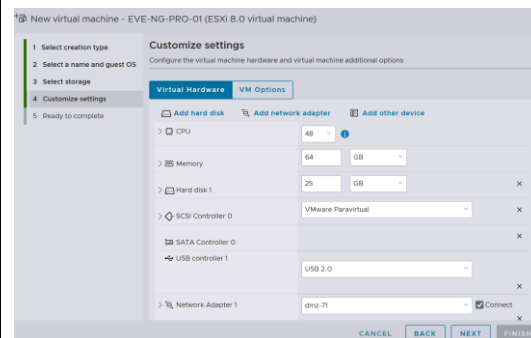 New virtual machine - EVE-NG-PRO-01 (ESXi 8.0 virtual machine)
1 Select creation type
2 Select a name and guest OS
3 Select storage
4 Customize settings
5 Ready to complete
Customize settings
Configure the virtual machine hardware and virtual machine additional options
Virtual Hardware VM Options
Add hard disk Add network adapter Add other device
CPU 48
Memory 64 GB
Hard disk 1 25 GB
SCSI Controller 0 VMware Paravirtual
SATA Controller 0
USB controller 1
USB 2.0
Network Adapter 1 dmz-71 Connect
CANCEL BACK NEXT FINISH